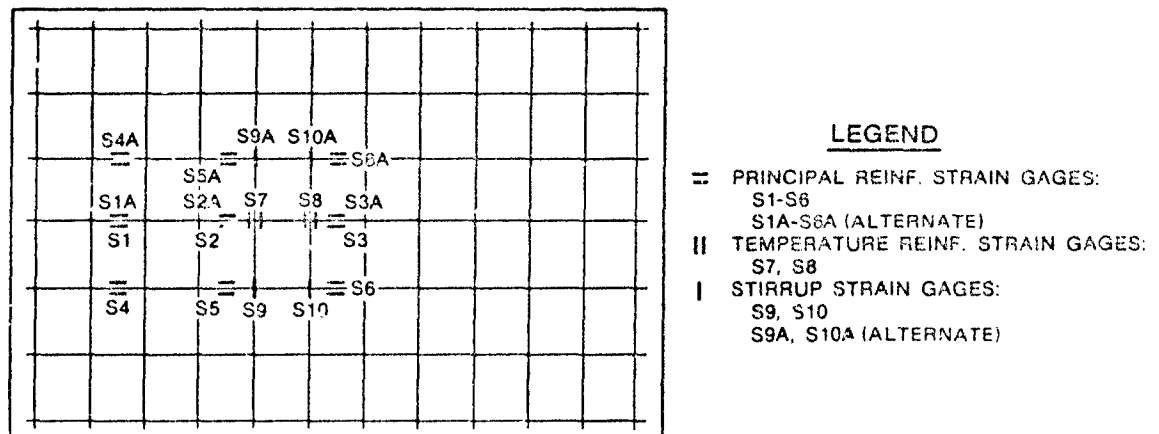 S4A
S9A S10A
S5A
S6A
S1A
S2A
S7
S8
S3A
S1
S2
S3
S4
S5
S9
S10
S6
LEGEND
= PRINCIPAL REINF. STRAIN GAGES:
S1-S6
S1A-S6A (ALTERNATE)
|| TEMPERATURE REINF. STRAIN GAGES:
S7, S8
| STIRRUP STRAIN GAGES:
S9, S10
S9A, S10A (ALTERNATE)